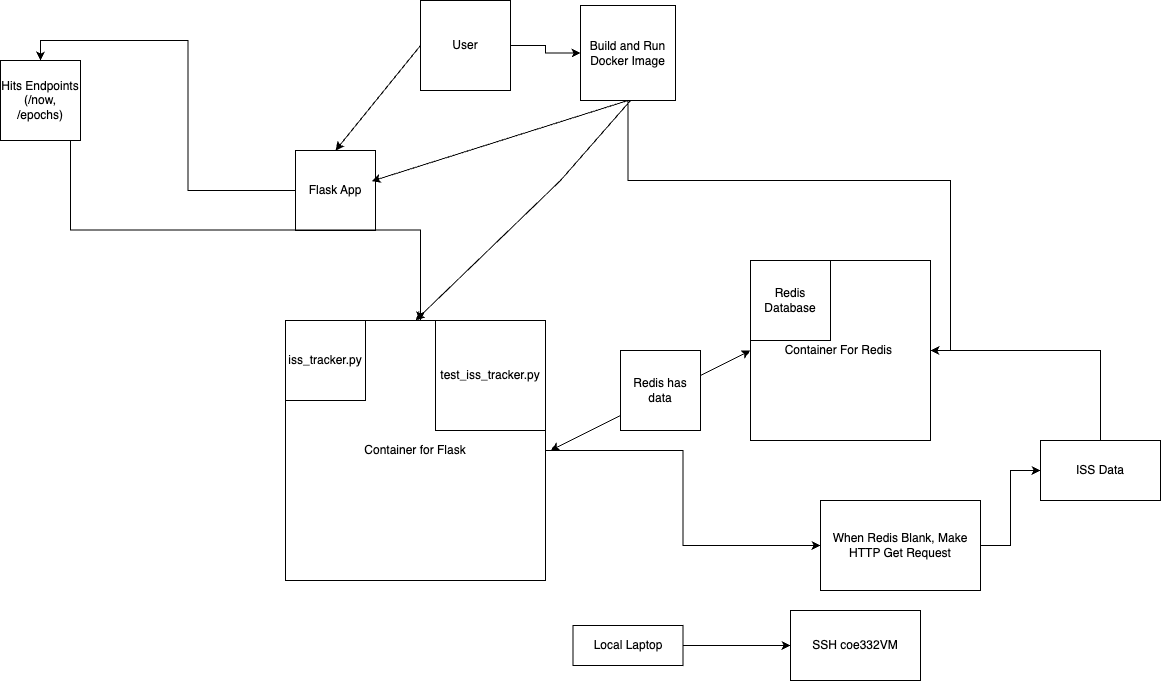 User
Build and Run
Docker Image
Hits Endpoints
(/now,
/epochs)
Flask App
Redis
Database
Container For Redis
iss_tracker.py
test_iss_tracker.py
Redis has
data
Container for Flask
ISS Data
When Redis Blank, Make
HTTP Get Request
Local Laptop
SSH coe332VM